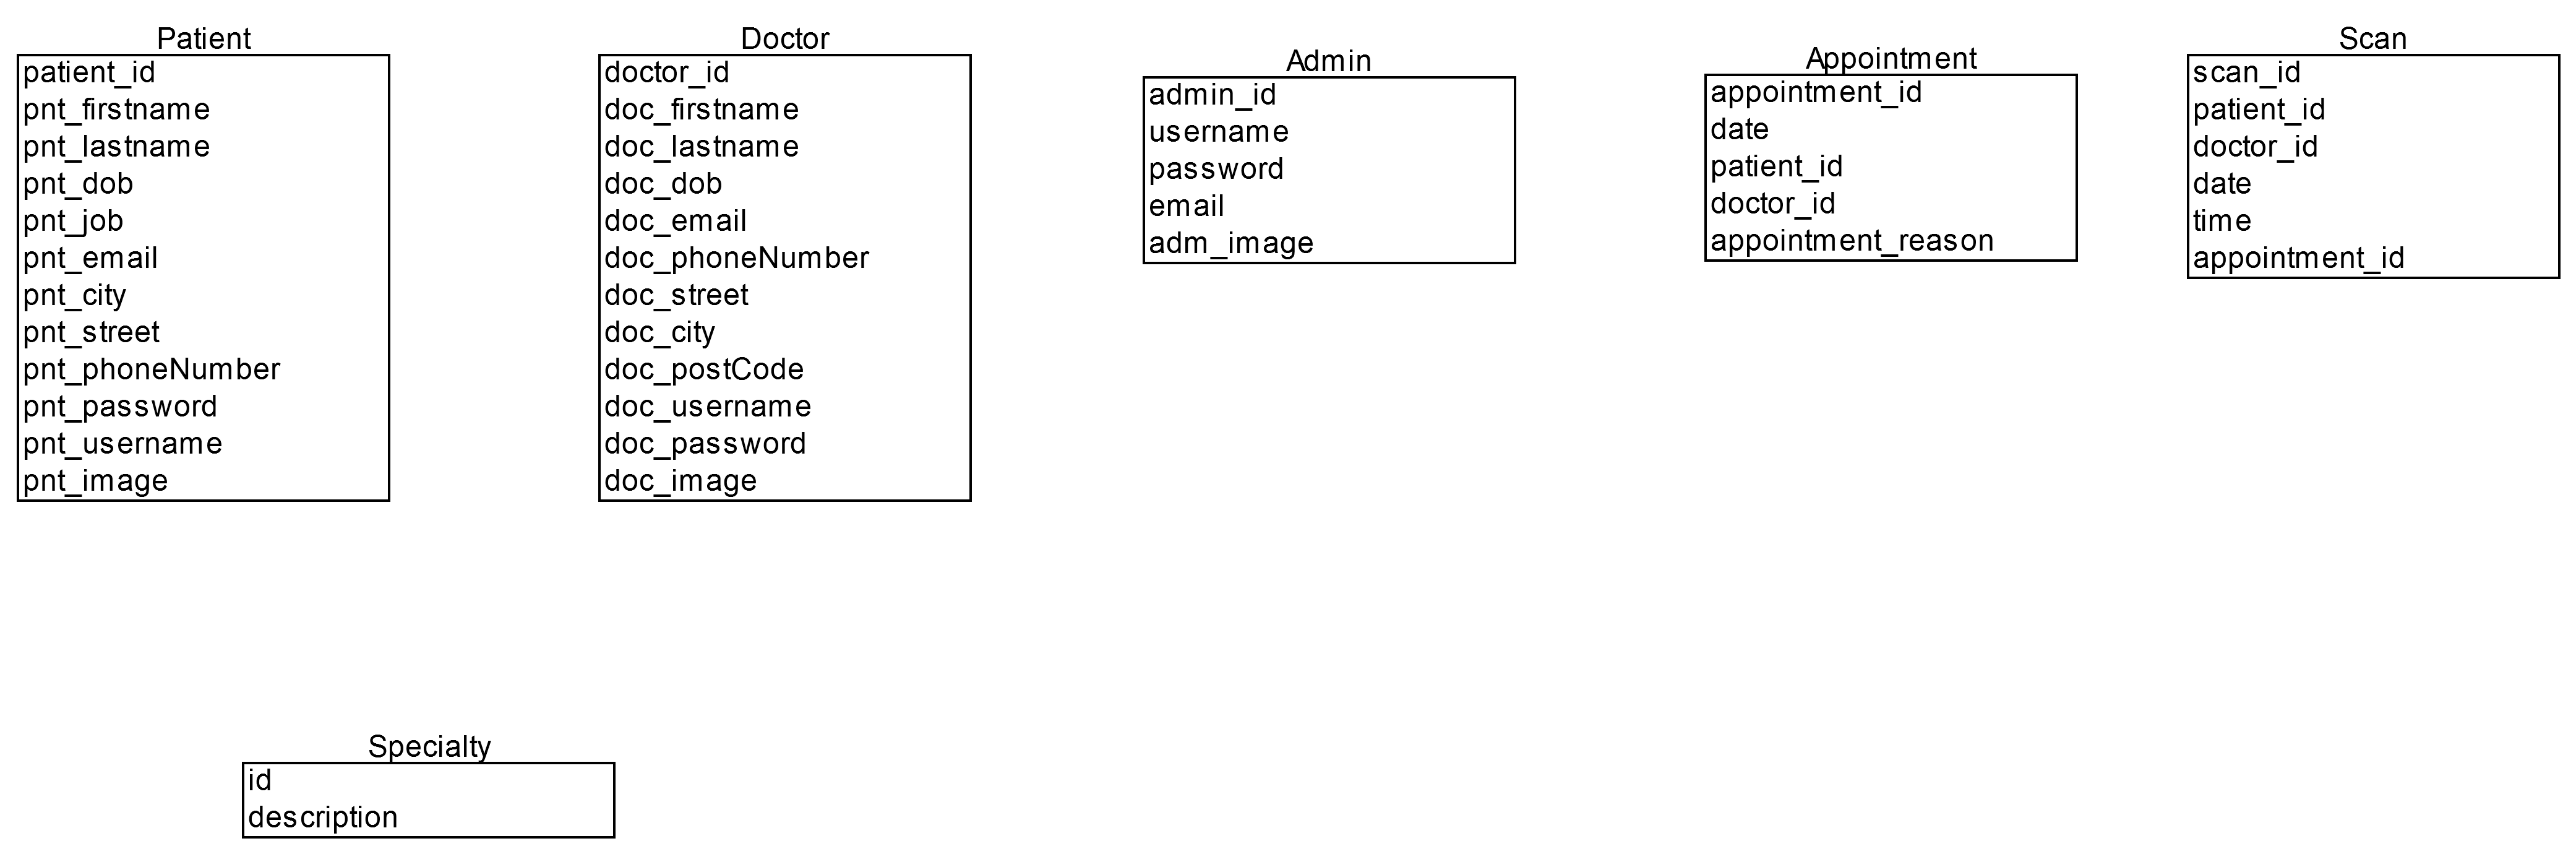 Patient
patient_id
pnt_firstname
pnt_lastname
pnt_dob
pnt_job
pnt_email
pnt_city
pnt_street
pnt_phoneNumber
pnt_password
pnt_username
pnt_image
Doctor
doctor_id
doc_firstname
doc_lastname
doc_dob
doc_email
doc_phoneNumber
doc_street
doc_city
doc_postCode
doc_username
doc_password
doc_image
Admin
admin_id
username
password
email
adm_image
Appointment
appointment_id
date
patient_id
doctor_id
appointment_reason
Scan
scan_id
patient_id
doctor_id
date
time
appointment_id
Specialty
id
description